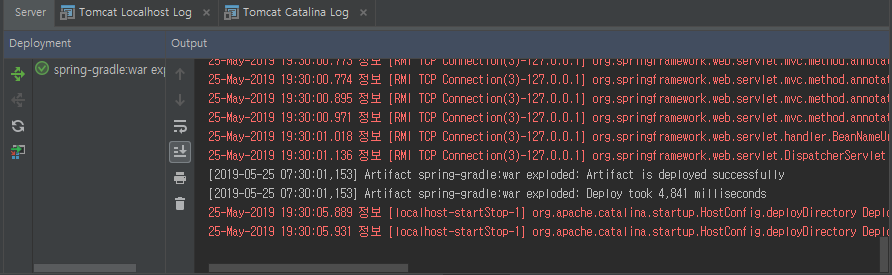 Server Tomcat Localhost Log Tomcat Catalina Log
Deployment Output
spring-gradle:war exp
25-May-2019 19:30:00.773 정보 [RMI TCP Connection(3)-127.0.0.1] org.springframework.web.servlet.mvc.method.annotat
25-May-2019 19:30:00.774 정보 [RMI TCP Connection(3)-127.0.0.1] org.springframework.web.servlet.mvc.method.annotat
25-May-2019 19:30:00.895 정보 [RMI TCP Connection(3)-127.0.0.1] org.springframework.web.servlet.mvc.method.annotat
25-May-2019 19:30:00.971 정보 [RMI TCP Connection(3)-127.0.0.1] org.springframework.web.servlet.mvc.method.annotat
25-May-2019 19:30:01.018 정보 [RMI TCP Connection(3)-127.0.0.1] org.springframework.web.servlet.handler.BeanNameUr
25-May-2019 19:30:01.136 정보 [RMI TCP Connection(3)-127.0.0.1] org.springframework.web.servlet.DispatcherServlet
[2019-05-25 07:30:01,153] Artifact spring-gradle:war exploded: Artifact is deployed successfully
[2019-05-25 07:30:01,153] Artifact spring-gradle:war exploded: Deploy took 4,841 milliseconds
25-May-2019 19:30:05.889 정보 [localhost-startStop-1] org.apache.catalina.startup.HostConfig.deployDirectory Deplo
25-May-2019 19:30:05.931 정보 [localhost-startStop-1] org.apache.catalina.startup.HostConfig.deployDirectory Deplo